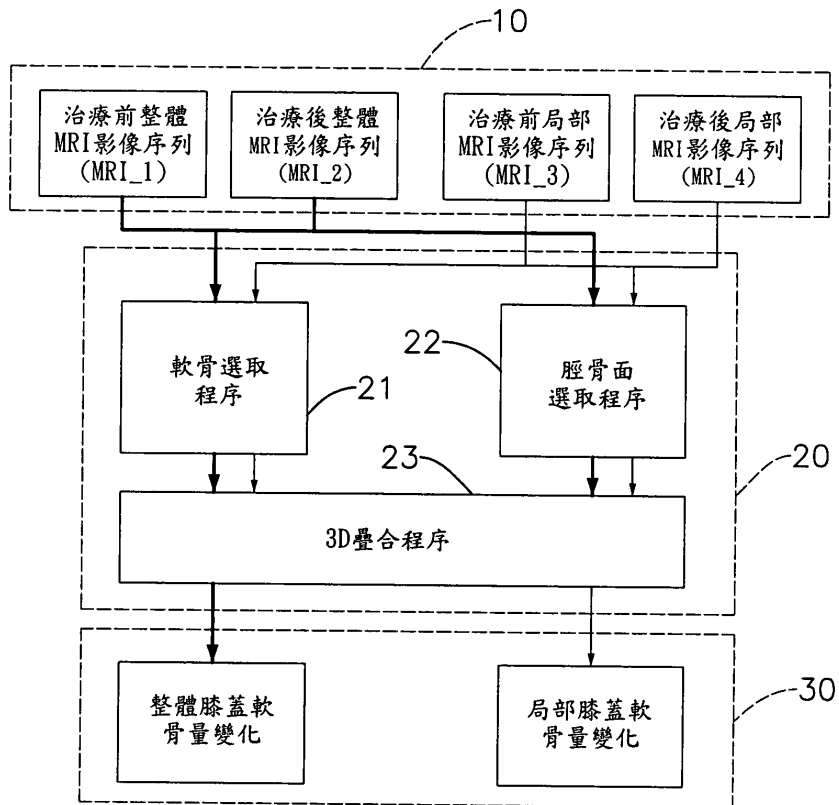 10
治療前整體
MRI影像序列
(MRI_1)
治療後整體
MRI影像序列
(MRI_2)
治療前局部
MRI影像序列
(MRI_3)
治療後局部
MRI影像序列
(MRI_4)
軟骨選取
程序
21
22
脛骨面
選取程序
23
20
3D疊合程序
整體膝蓋軟
骨量變化
局部膝蓋軟
骨量變化
30